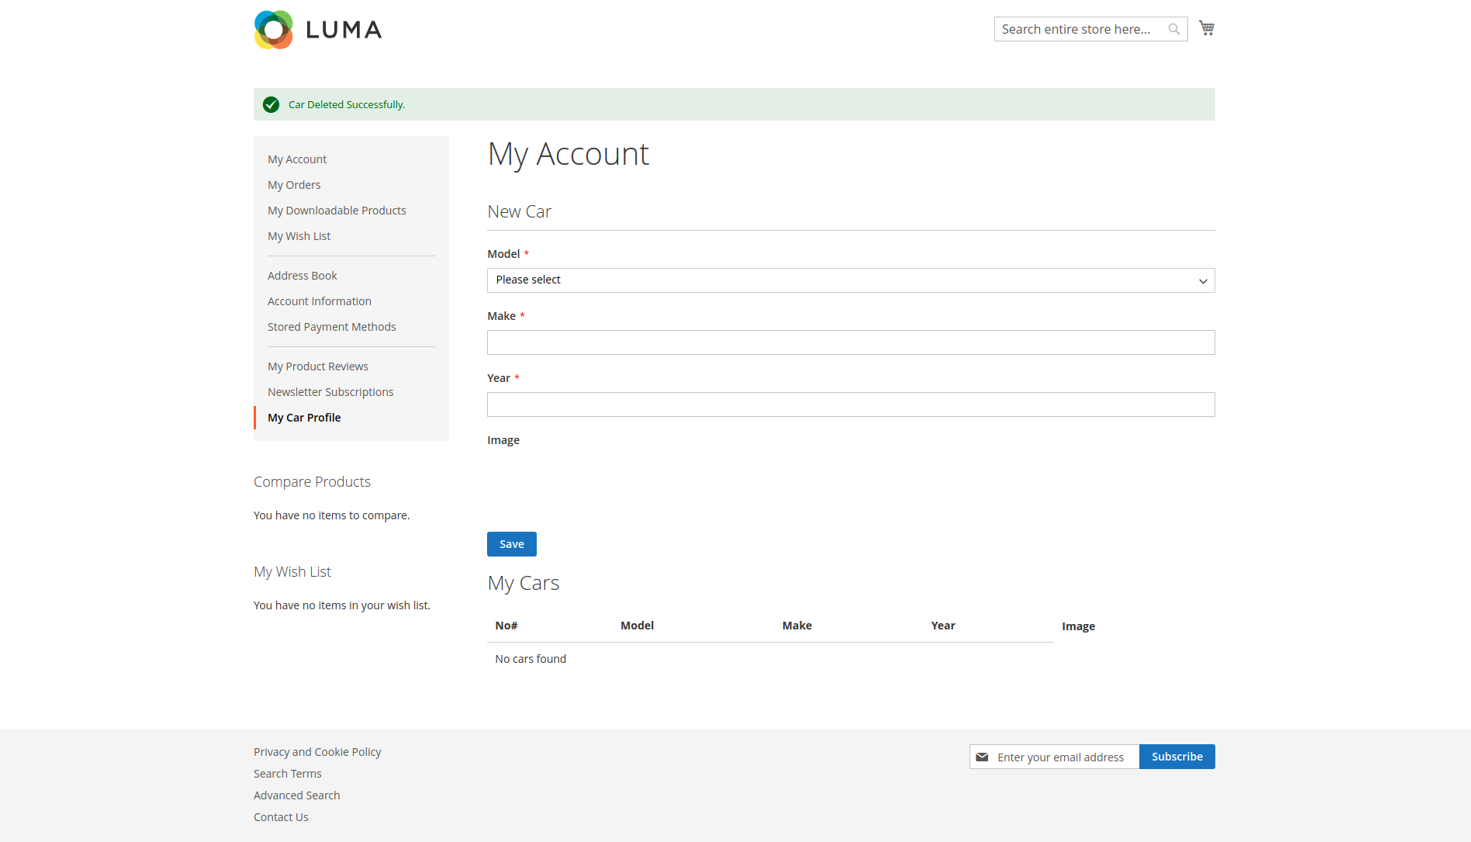 LUMA
Search entire store here...
Car Deleted Successfully.
My Account
My Orders
My Downloadable Products
My Wish List
Address Book
Account Information
Stored Payment Methods
My Product Reviews
Newsletter Subscriptions
My Car Profile
Compare Products
You have no items to compare.
My Wish List
You have no items in your wish list.
My Account
New Car
Model *
Please select
Make *
Year *
Image
Save
My Cars
No# Model Make Year Image
No cars found
Privacy and Cookie Policy
Search Terms
Advanced Search
Contact Us
Enter your email address Subscribe